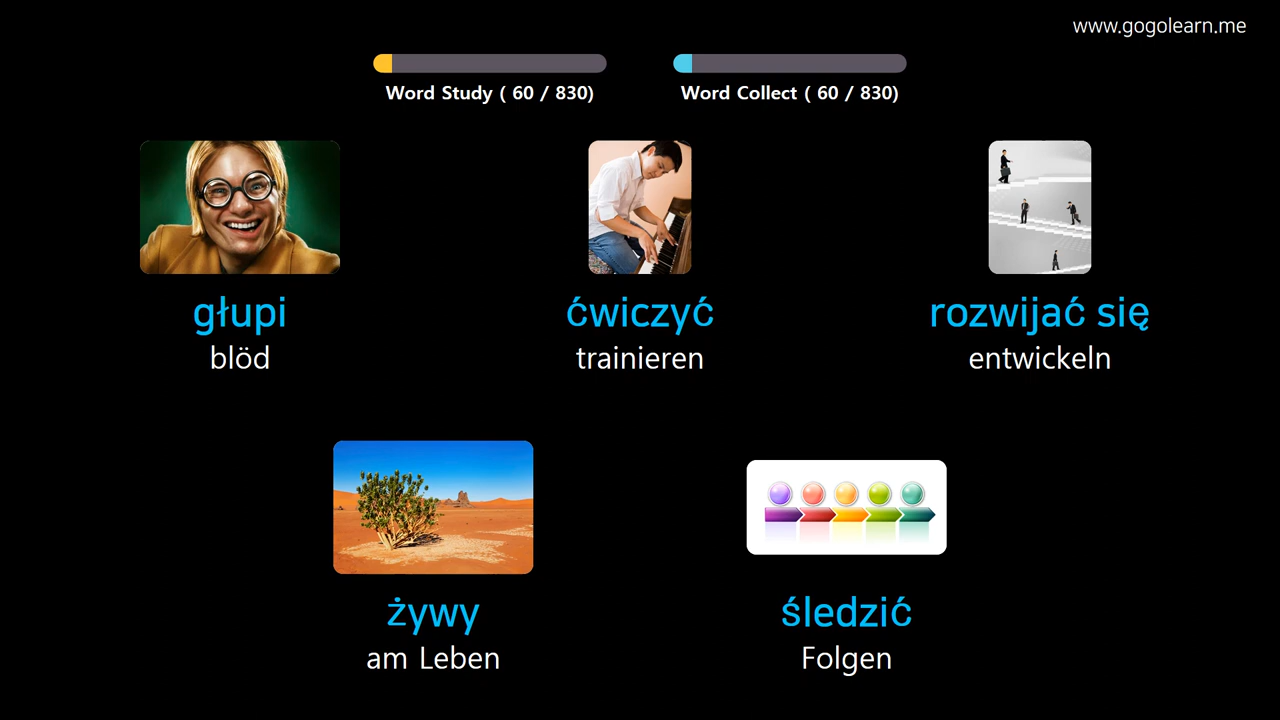 www.gogolearn.me
Word Study ( 60 / 830)
Word Collect ( 60 / 830)
głupi
blöd
ćwiczyć
trainieren
rozwijać się
entwickeln
żywy
am Leben
śledzić
Folgen